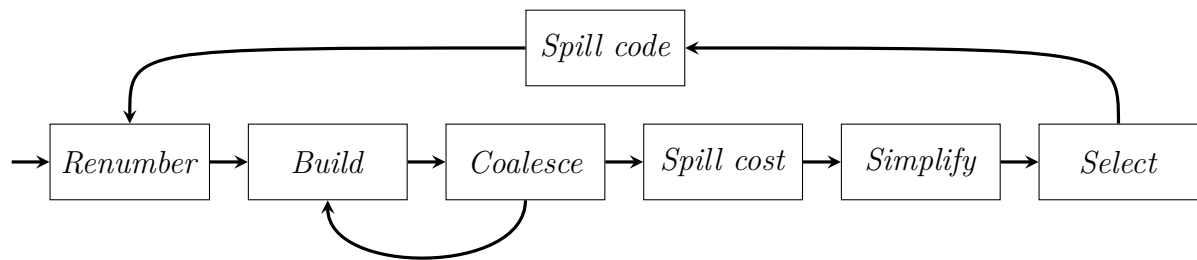 Spill code
Renumber
Build
Coalesce
Spill cost
Simplify
Select